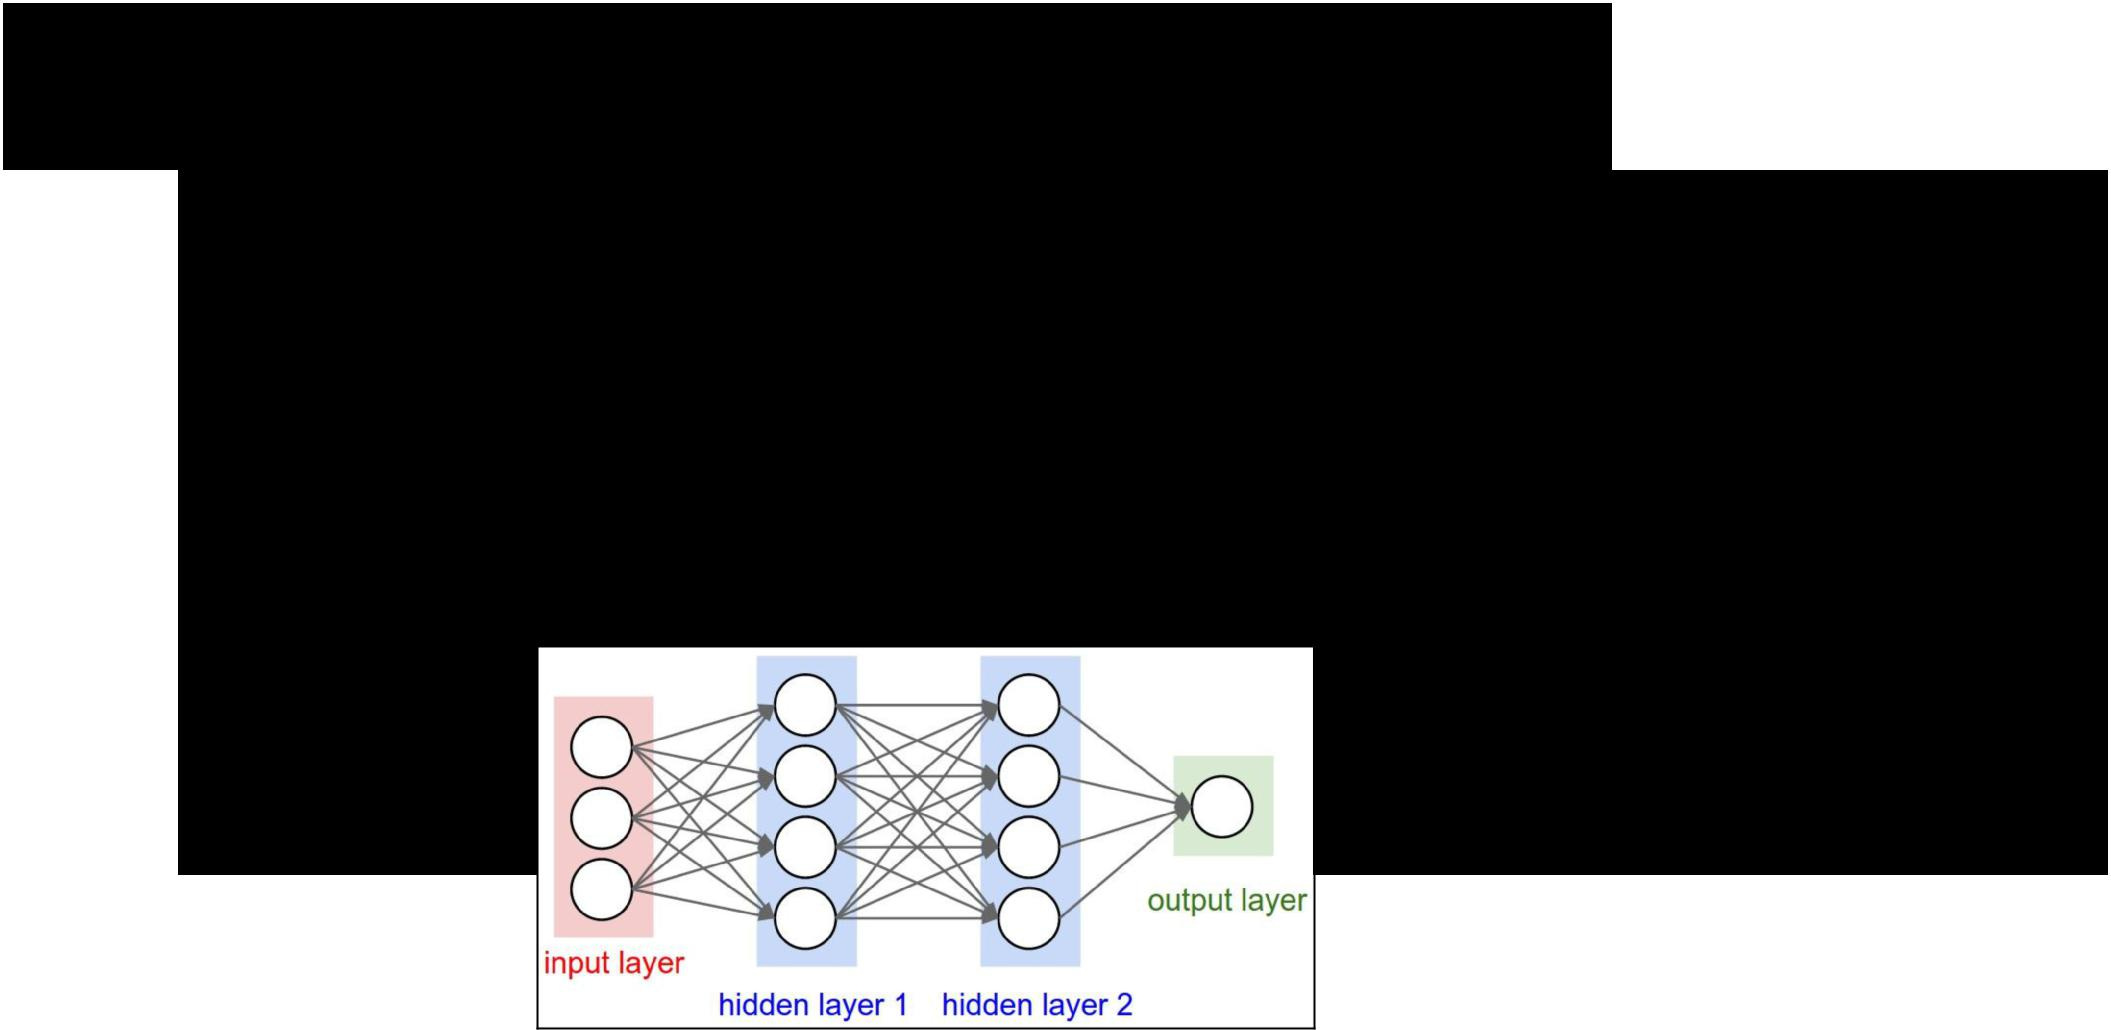 output layer
input layer
hidden layer 1 hidden layer 2